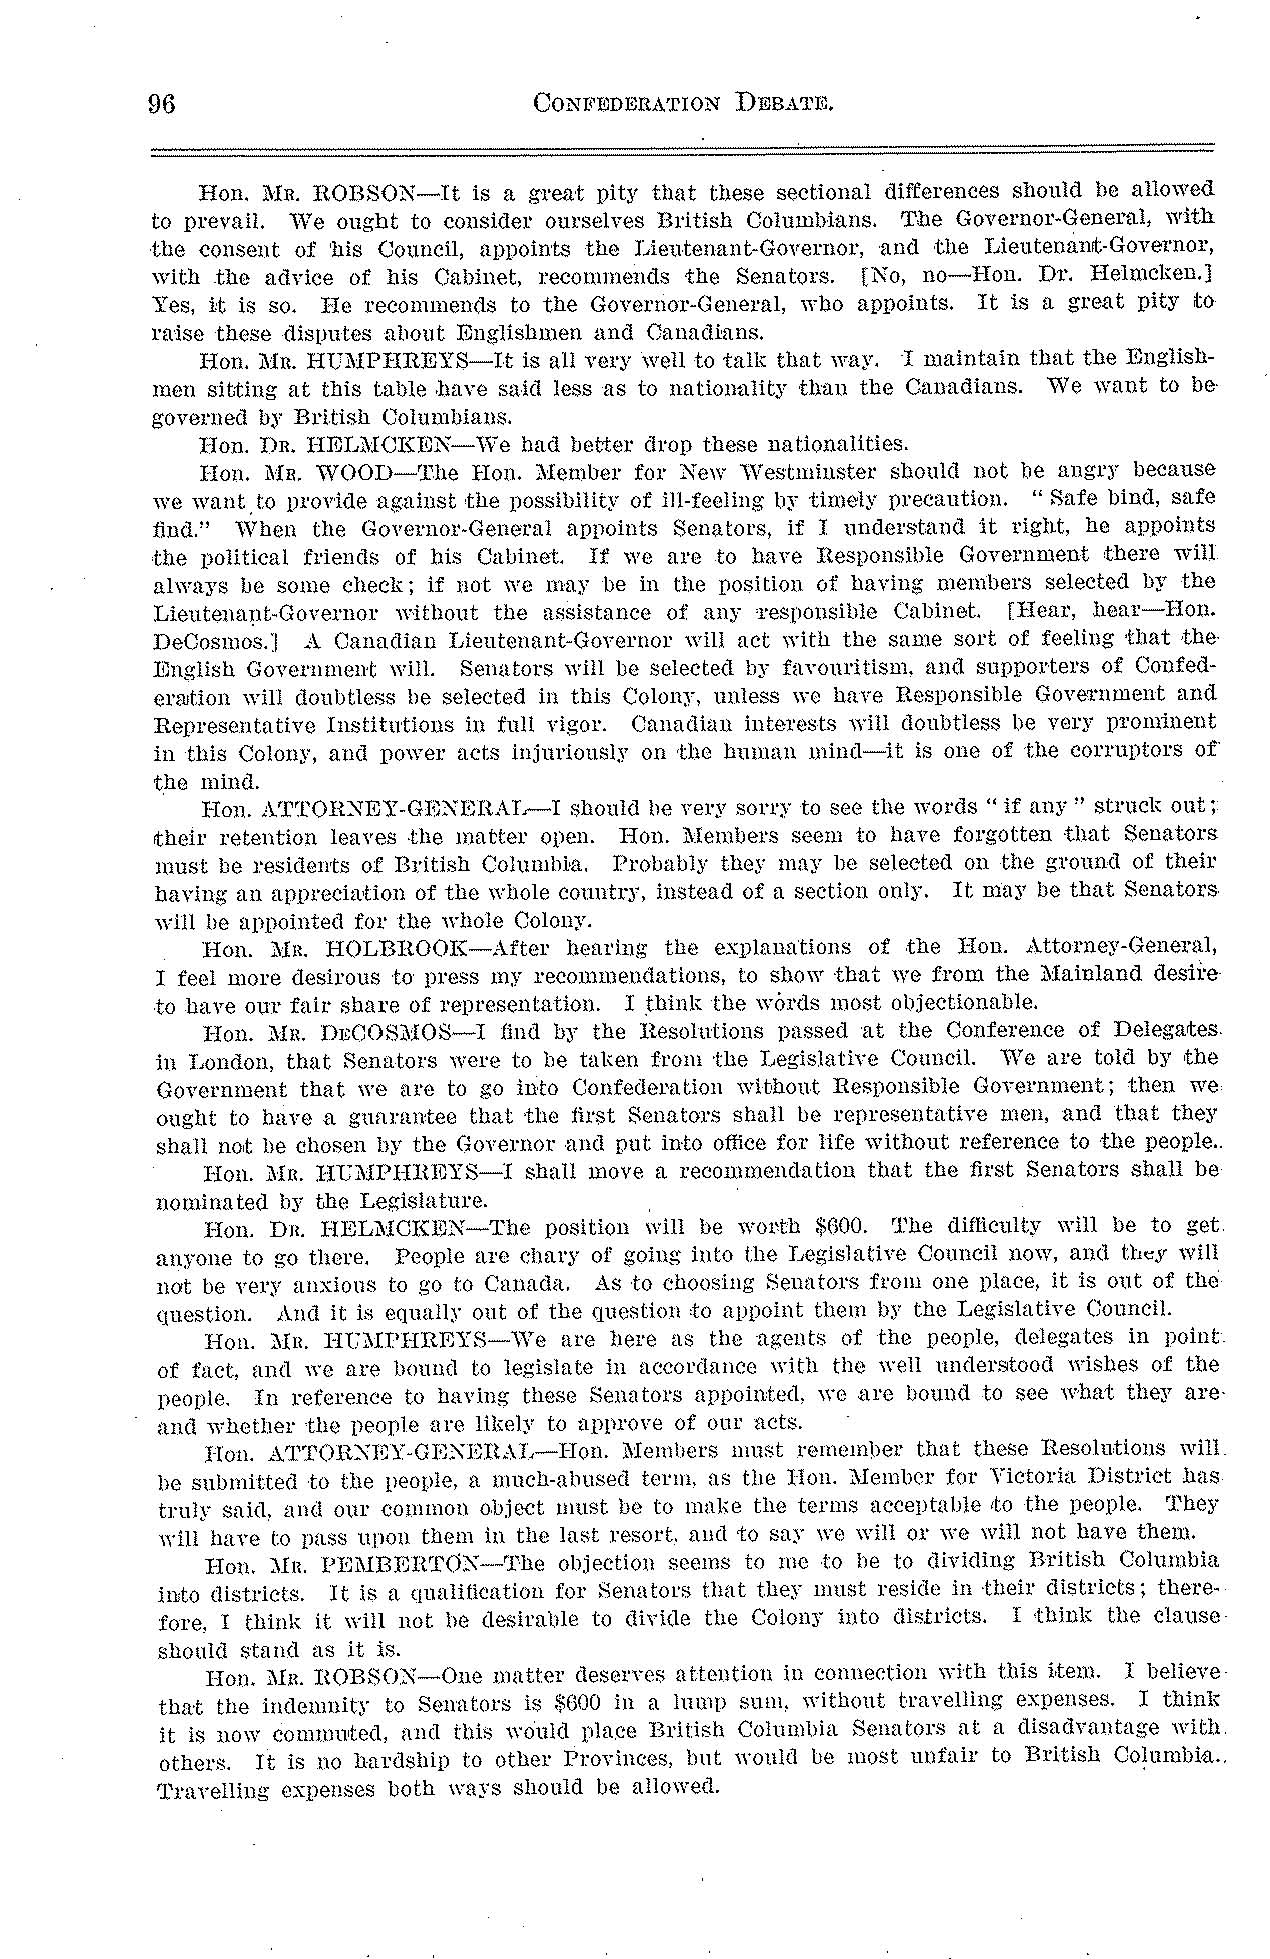 96 CONFEDERATION DEBATE.
Hon. MR. ROBSON—It is a great pity that these sectional differences should be allowed
to prevail. We ought to consider ourselves British Columbians. The Governor-General, with
the consent of his Council, appoints the Lieutenant-Governor, and the Lieutenant-Governor,
with the advice of his Cabinet, recommends the Senators. [No, no—Hon. Dr. Helmcken.]
Yes, it is so. He recommends to the Governor-General, who appoints. It is a great pity to
raise these disputes about Englishmen and Canadians.
Hon. MR. HUMPHREYS—It is all very well to talk that way. I maintain that the English-
men sitting at this table have said less as to nationality than the Canadians. We want to be
governed by British Columbians.
Hon. DR. HELMCKEN—We had better drop these nationalities.
Hon. MR. WOOD—The Hon. Member for New Westminster should not be angry because
we want to provide against the possibility of ill-feeling by timely precaution. "Safe bind, safe
find." When the Governor-General appoints Senators, if I understand it right, he appoints
the political friends of his Cabinet. If we are to have Responsible Government there will
always be some check; if not we may be in the position of having members selected by the
Lieutenant-Governor without the assistance of any responsible Cabinet. [Hear, hear—Hon.
DeCosmos.] A Canadian Lieutenant-Governor will act with the same sort of feeling that the
English Government will. Senators will be selected by favouritism, and supporters of Confed-
eration will doubtless be selected in this Colony, unless we have Responsible Government and
Representative Institutions in full vigor. Canadian interests will doubtless be very prominent
in this Colony, and power acts injuriously on the human mind—it is one of the corruptors of
the mind.
Hon. ATTORNEY-GENERAL—I should be very sorry to see the words "if any" struck out;
their retention leaves the matter open. Hon. Members seem to have forgotten that Senators
must be residents of British Columbia. Probably they may be selected on the ground of their
having an appreciation of the whole country, instead of a section only. It may be that Senators
will be appointed for the whole Colony.
Hon. MR. HOLBROOK—After hearing the explanations of the Hon. Attorney-General,
I feel more desirous to press my recommendations, to show that we from the Mainland desire
to have our fair share of representation. I think the words most objectionable.
Hon. MR. DECOSMOS—I find by the Resolutions passed at the Conference of Delegates
in London, that Senators were to be taken from the Legislative Council. We are told by the
Government that we are to go into Confederation without Responsible Government; then we
ought to have a guarantee that the first Senators shall be representative men, and that they
shall not be chosen by the Governor and put into office for life without reference to the people.
Hon. MR. HUMPHREYS—I shall move a recommendation that the first Senators shall be
nominated by the Legislature.
Hon. DR. HELMCKEN—The position will be worth $600. The difficulty will be to get
anyone to go there. People are chary of going into the Legislative Council now, and they will
not be very anxious to go to Canada. As to choosing Senators from one place, it is out of the
question. And it is equally out of the question to appoint them by the Legislative Council.
Hon. MR. HUMPHREYS—We are here as the agents of the people, delegates in point
of fact, and we are bound to legislate in accordance with the well understood wishes of the
people. In reference to having these Senators appointed, we are bound to see what they are
and whether the people are likely to approve of our acts.
Hon. ATTORNEY-GENERAL—Hon. Members must remember that these Resolutions will
be submitted to the people, a much-abused term, as the Hon. Member for Victoria District has
truly said, and our common object must be to make the terms acceptable to the people. They
will have to pass upon them in the last resort, and to say we will or we will not have them.
Hon. MR. PEMBERTON—The objection seems to me to be to dividing British Columbia
into districts. It is a qualification for Senators that they must reside in their districts; there-
fore, I think it will not be desirable to divide the Colony into districts. I think the clause
should stand as it is.
Hon. MR. ROBSON—One matter deserves attention in connection with this item. I believe
that the indemnity to Senators is $600 in a lump sum, without travelling expenses. I think
it is now commuted, and this would place British Columbia Senators at a disadvantage with
others. It is no hardship to other Provinces, but would be most unfair to British Columbia.
Travelling expenses both ways should be allowed.